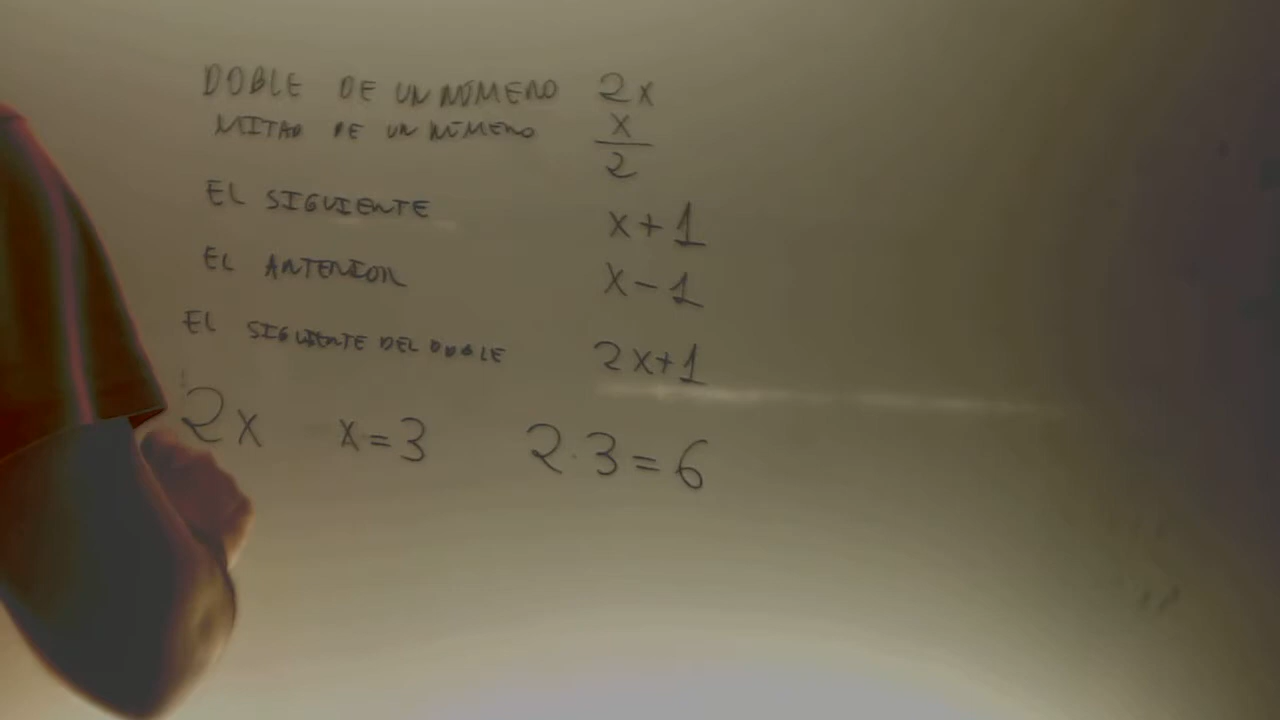 DOBLE DE UN NÚMERO 2x
MITAD DE UN NÚMERO x/2
EL SIGUIENTE x+1
EL ANTERIOR x-1
EL SIGUIENTE DEL DOBLE 2x+1
2x x=3 2·3=6